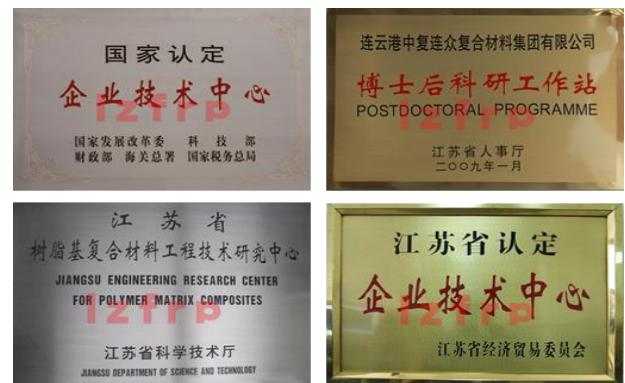 国家认定
企业技术中心
国家发展改革委 科技部
财政部 海关总署 国家税务总局
lzfrp
连云港中复连众复合材料集团有限公司
博士后科研工作站
POSTDOCTORAL PROGRAMME
lzfrp
江苏省人事厅
二〇〇九年一月
江苏省
树脂基复合材料工程技术研究中心
JIANGSU ENGINEERING RESEARCH CENTER
FOR POLYMER MATRIX COMPOSITES
lzfrp
江苏省科学技术厅
JIANGSU DEPARTMENT OF SCIENCE AND TECHNOLOGY
江苏省认定
企业技术中心
lzfrp
江苏省经济贸易委员会